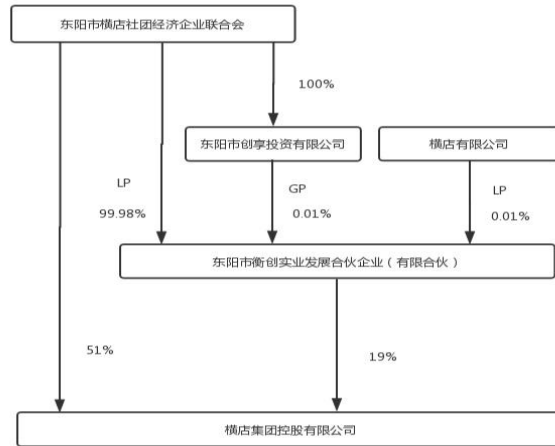 东阳市横店社团经济企业联合会
100%
东阳市创享投资有限公司
横店有限公司
LP
GP
LP
99.98%
0.01%
0.01%
东阳市衡创实业发展合伙企业（有限合伙）
51%
19%
横店集团控股有限公司